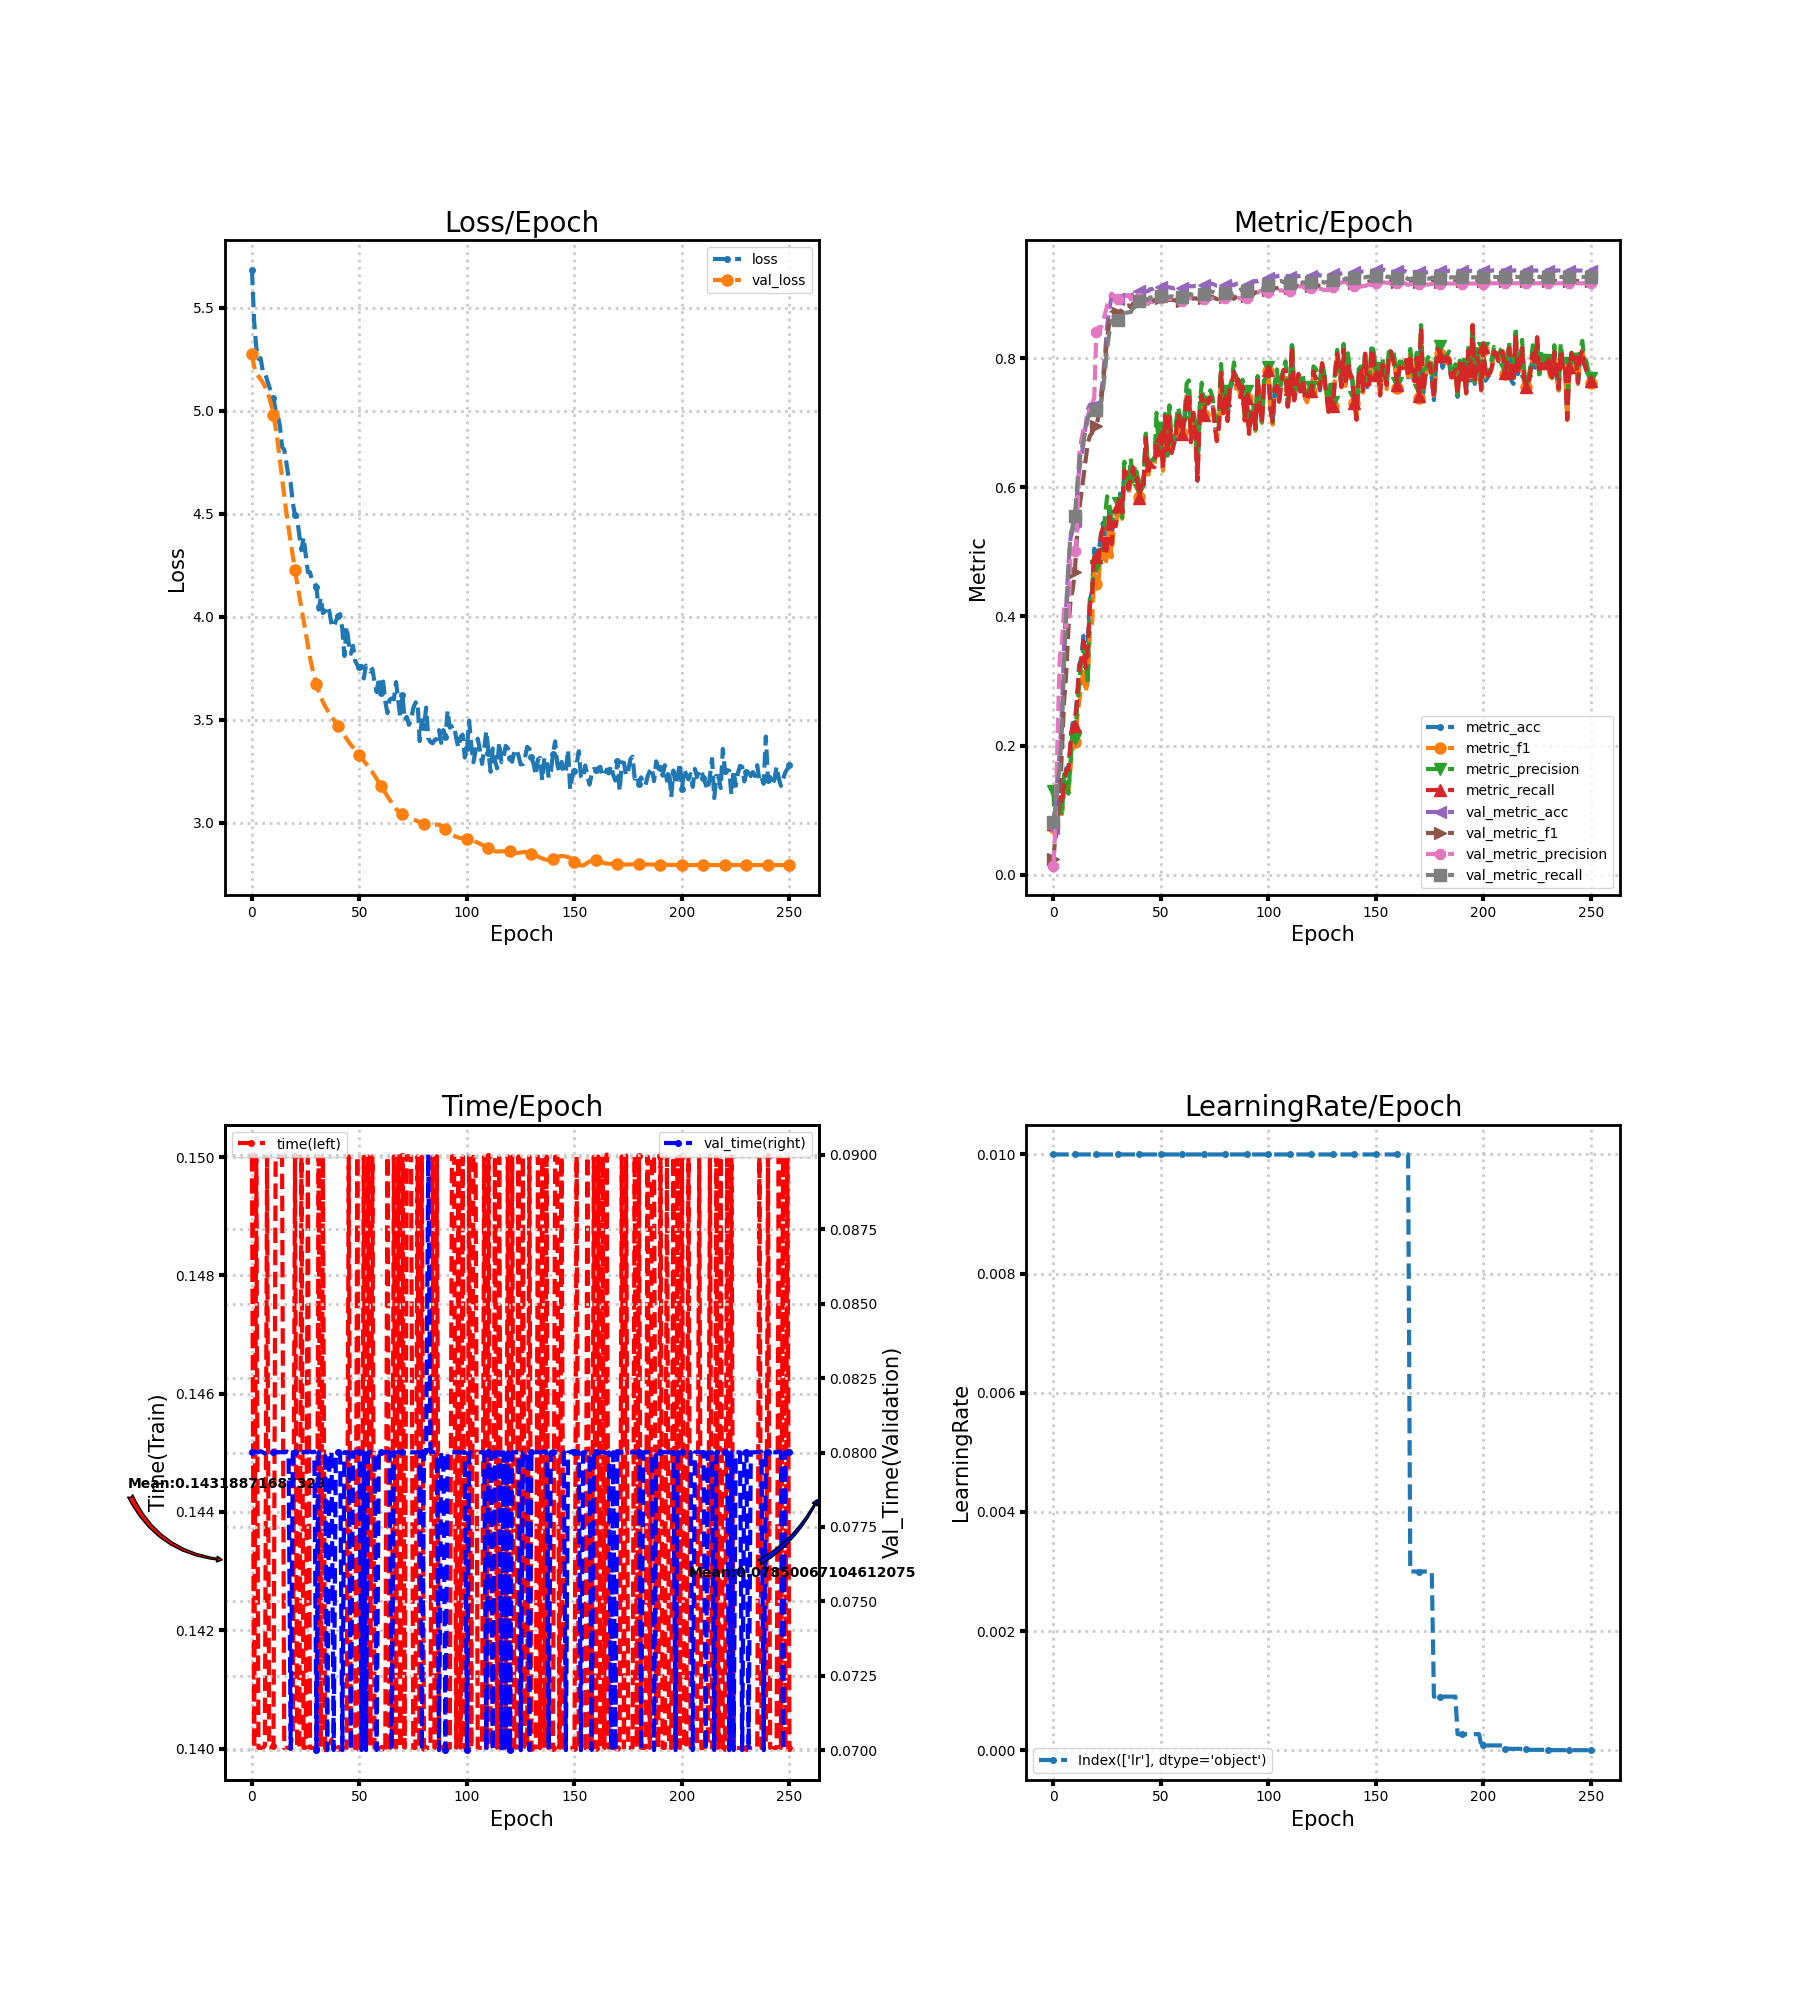 Loss/Epoch
loss
val_loss
5.5
5.0
4.5
4.0
3.5
3.0
Loss
0 50 100 150 200 250
Epoch
Metric/Epoch
0.8
0.6
0.4
0.2
0.0
Metric
metric_acc
metric_f1
metric_precision
metric_recall
val_metric_acc
val_metric_f1
val_metric_precision
val_metric_recall
0 50 100 150 200 250
Epoch
Time/Epoch
time(left)
val_time(right)
0.150
0.148
0.146
0.144
0.142
0.140
Time(Train)
0.0900
0.0875
0.0850
0.0825
0.0800
0.0775
0.0750
0.0725
0.0700
Val_Time(Validation)
Mean:0.07850067104612075
0 50 100 150 200 250
Epoch
LearningRate/Epoch
0.010
0.008
0.006
0.004
0.002
0.000
LearningRate
Index(['lr'], dtype='object')
0 50 100 150 200 250
Epoch